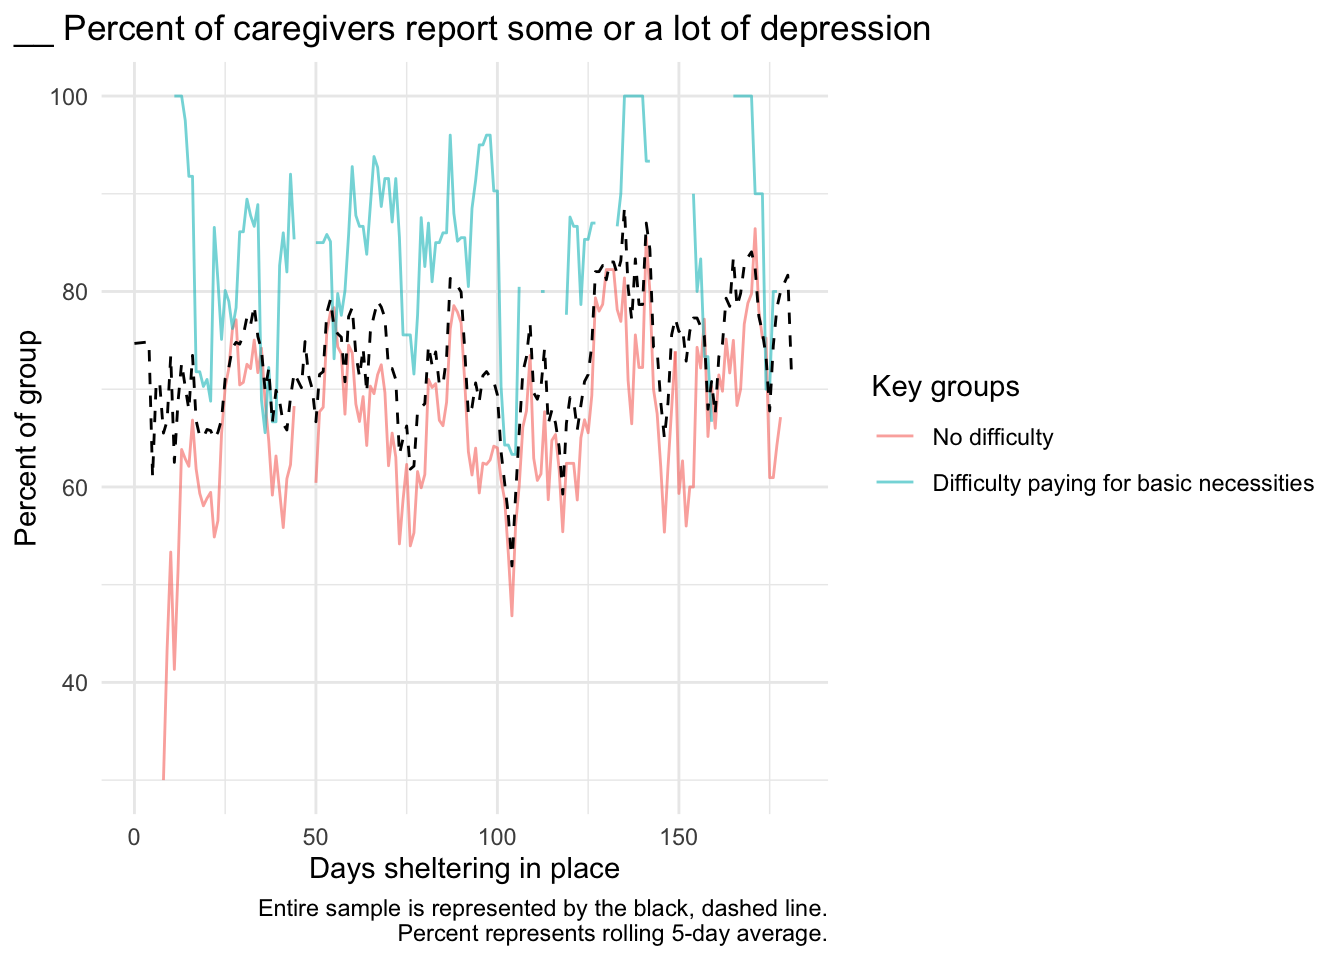 __ Percent of caregivers report some or a lot of depression
100
80
60
40
Percent of group
0
50
100
150
Days sheltering in place
Key groups
No difficulty
Difficulty paying for basic necessities
Entire sample is represented by the black, dashed line.
Percent represents rolling 5-day average.